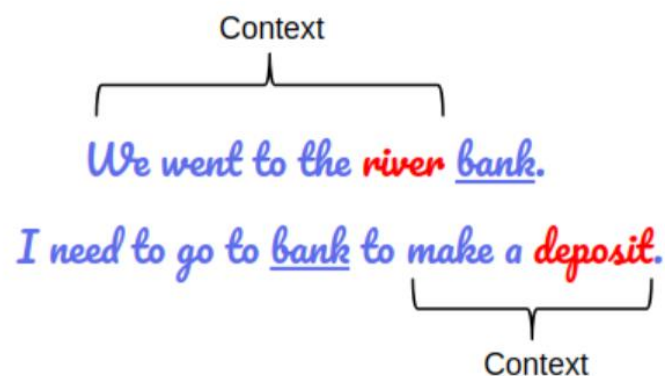 Context
We went to the river bank.
I need to go to bank to make a deposit.
Context